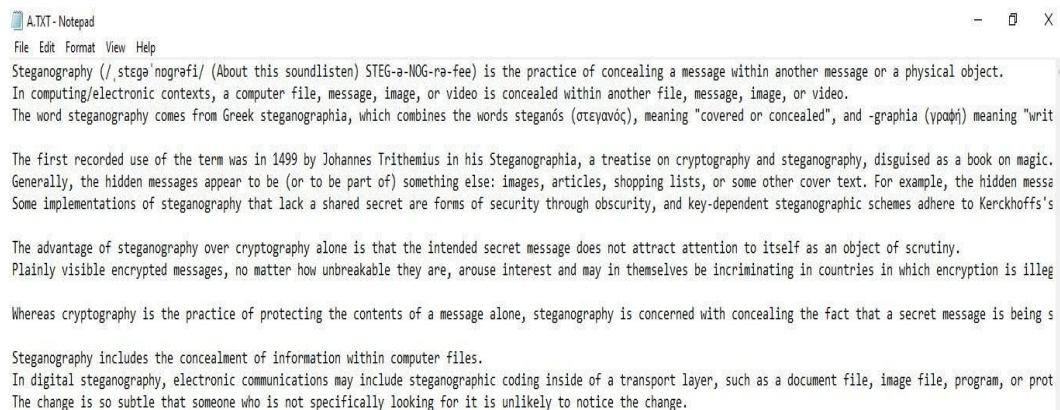 A.TXT - Notepad
File Edit Format View Help
Steganography (/ˌstɛɡəˈnɒɡrəfi/ (About this soundlisten) STEG-ə-NOG-rə-fee) is the practice of concealing a message within another message or a physical object.
In computing/electronic contexts, a computer file, message, image, or video is concealed within another file, message, image, or video.
The word steganography comes from Greek steganographia, which combines the words steganós (στεγανός), meaning "covered or concealed", and -graphia (γραφή) meaning "writ
The first recorded use of the term was in 1499 by Johannes Trithemius in his Steganographia, a treatise on cryptography and steganography, disguised as a book on magic.
Generally, the hidden messages appear to be (or to be part of) something else: images, articles, shopping lists, or some other cover text. For example, the hidden messa
Some implementations of steganography that lack a shared secret are forms of security through obscurity, and key-dependent steganographic schemes adhere to Kerckhoffs's
The advantage of steganography over cryptography alone is that the intended secret message does not attract attention to itself as an object of scrutiny.
Plainly visible encrypted messages, no matter how unbreakable they are, arouse interest and may in themselves be incriminating in countries in which encryption is illeg
Whereas cryptography is the practice of protecting the contents of a message alone, steganography is concerned with concealing the fact that a secret message is being s
Steganography includes the concealment of information within computer files.
In digital steganography, electronic communications may include steganographic coding inside of a transport layer, such as a document file, image file, program, or prot
The change is so subtle that someone who is not specifically looking for it is unlikely to notice the change.